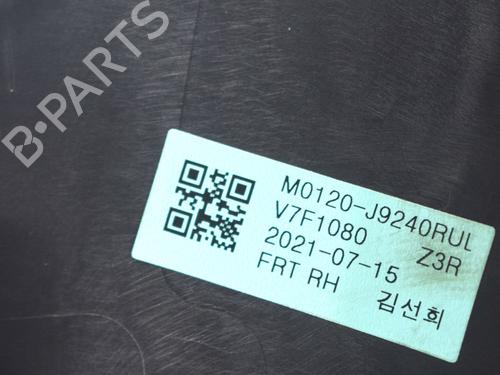 B-PARTS
M0120-J9240RUL
V7F1080 Z3R
2021-07-15
FRT RH 김선희